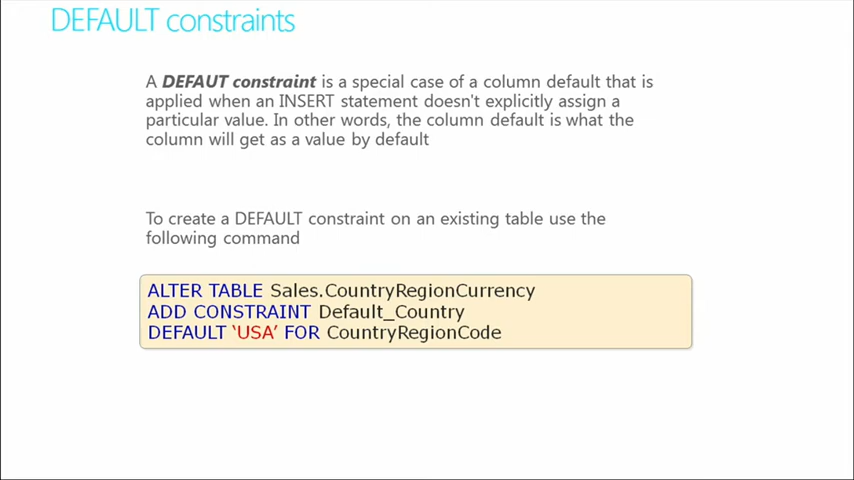 DEFAULT constraints
A DEFAUT constraint is a special case of a column default that is
applied when an INSERT statement doesn't explicitly assign a
particular value. In other words, the column default is what the
column will get as a value by default
To create a DEFAULT constraint on an existing table use the
following command
ALTER TABLE Sales.CountryRegionCurrency
ADD CONSTRAINT Default_Country
DEFAULT ‘USA’ FOR CountryRegionCode